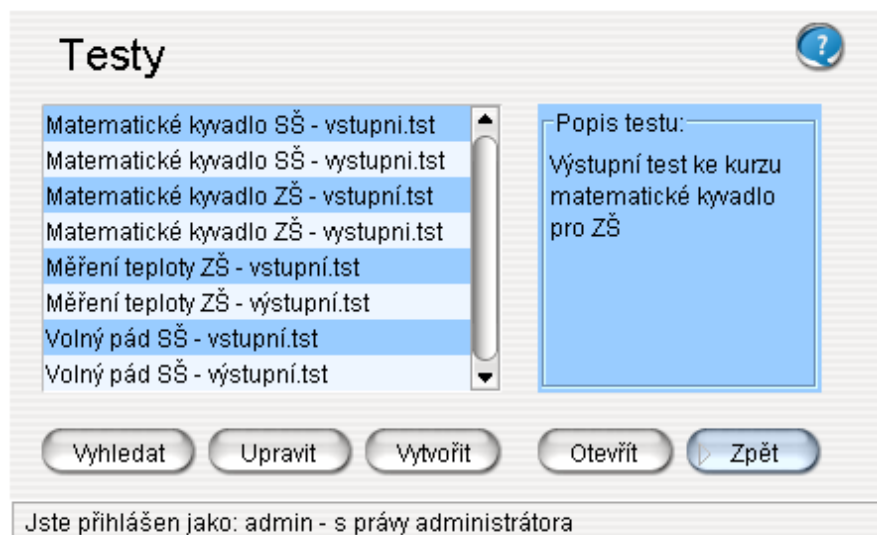 Testy
?
Matematické kyvadlo SŠ - vstupni.tst
Matematické kyvadlo SŠ - vystupni.tst
Matematické kyvadlo ZŠ - vstupní.tst
Matematické kyvadlo ZŠ - vystupni.tst
Měření teploty ZŠ - vstupní.tst
Měření teploty ZŠ - výstupní.tst
Volný pád SŠ - vstupní.tst
Volný pád SŠ - výstupní.tst
Popis testu:
Výstupní test ke kurzu
matematické kyvadlo
pro ZŠ
Vyhledat Upravit Vytvořit Otevřít Zpět
Jste přihlášen jako: admin - s právy administrátora